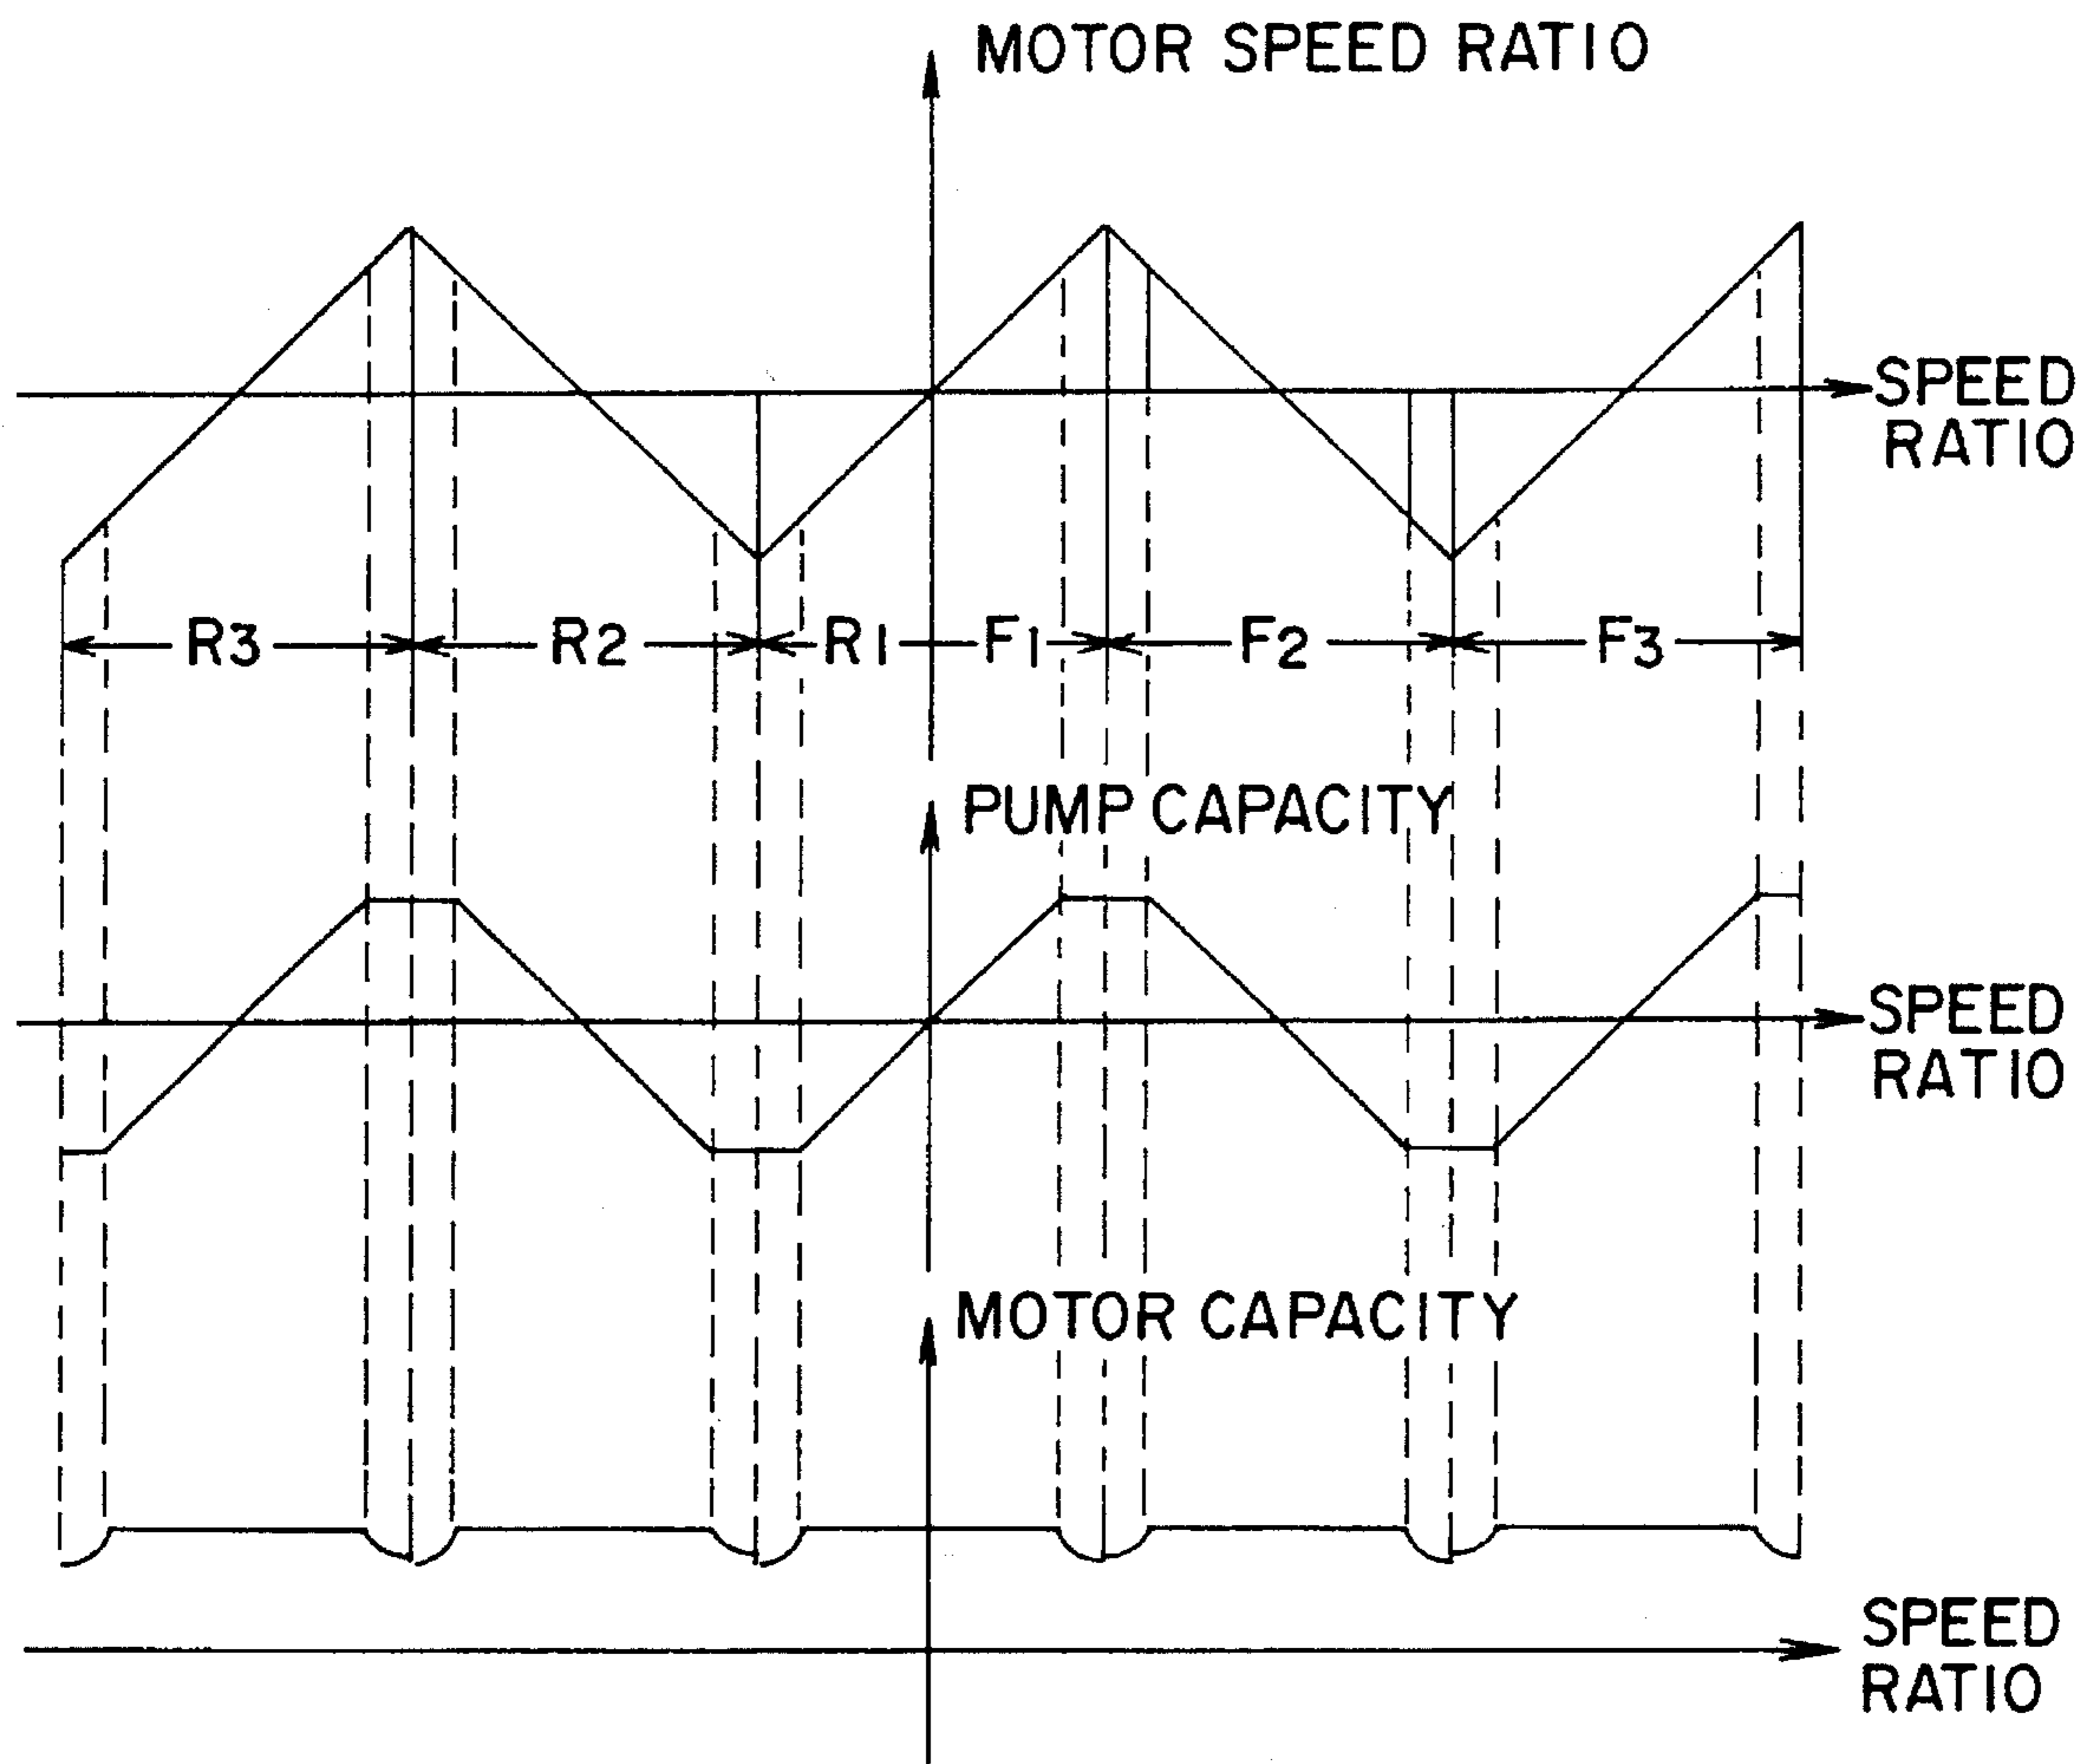 MOTOR SPEED RATIO
SPEED
RATIO
R3 R2 R1 F1 F2 F3
PUMP CAPACITY
SPEED
RATIO
MOTOR CAPACITY
SPEED
RATIO